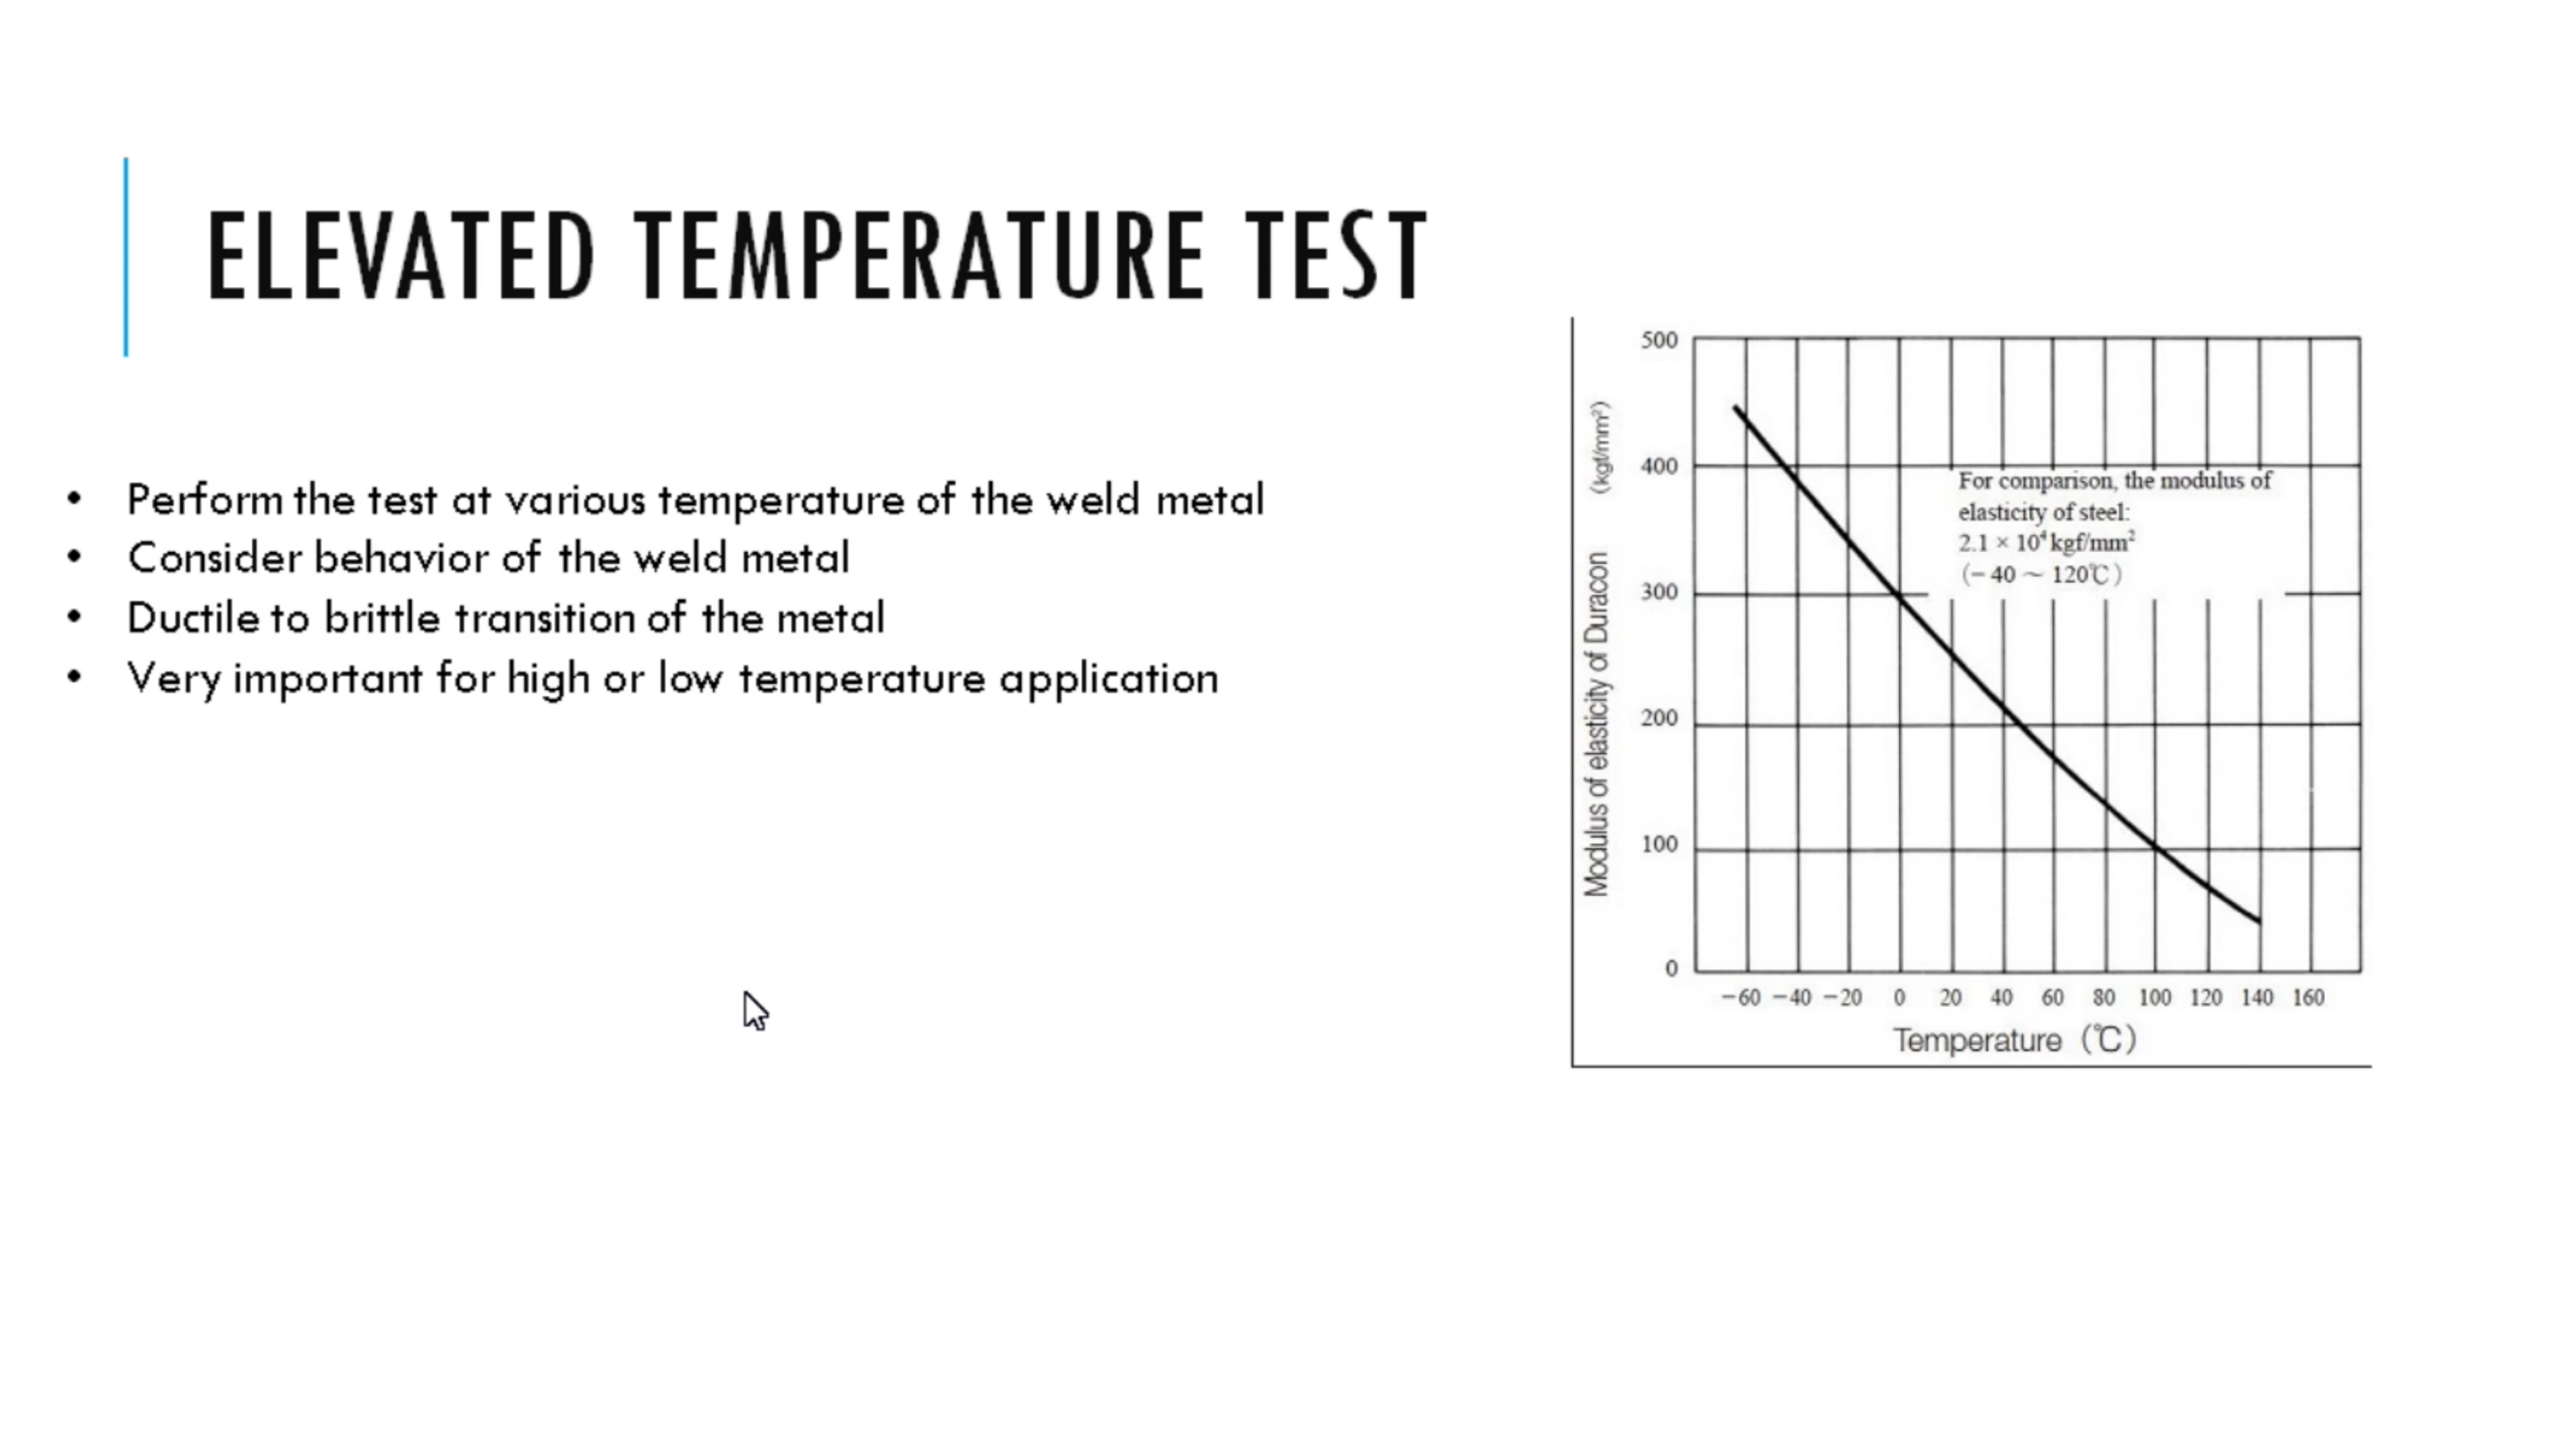 ELEVATED TEMPERATURE TEST
• Perform the test at various temperature of the weld metal
• Consider behavior of the weld metal
• Ductile to brittle transition of the metal
• Very important for high or low temperature application
Modulus of elasticity of Duracon (kgf/mm²)
500
400
300
200
100
0
For comparison, the modulus of
elasticity of steel:
2.1 × 10⁴ kgf/mm²
(−40 ~ 120℃)
−60 −40 −20 0 20 40 60 80 100 120 140 160
Temperature (℃)